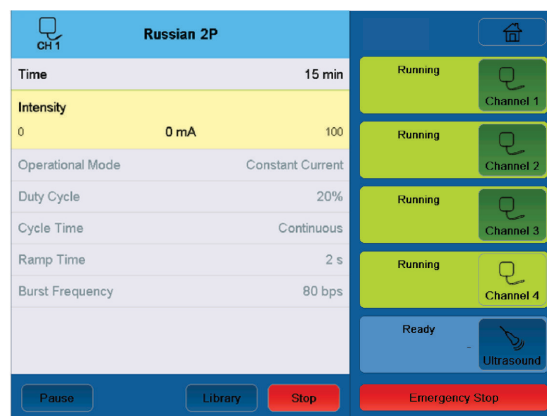 CH 1
Russian 2P
Time 15 min
Intensity
0 0 mA 100
Operational Mode Constant Current
Duty Cycle 20%
Cycle Time Continuous
Ramp Time 2 s
Burst Frequency 80 bps
Pause Library Stop
Running
Channel 1
Running
Channel 2
Running
Channel 3
Running
Channel 4
Ready
-
Ultrasound
Emergency Stop